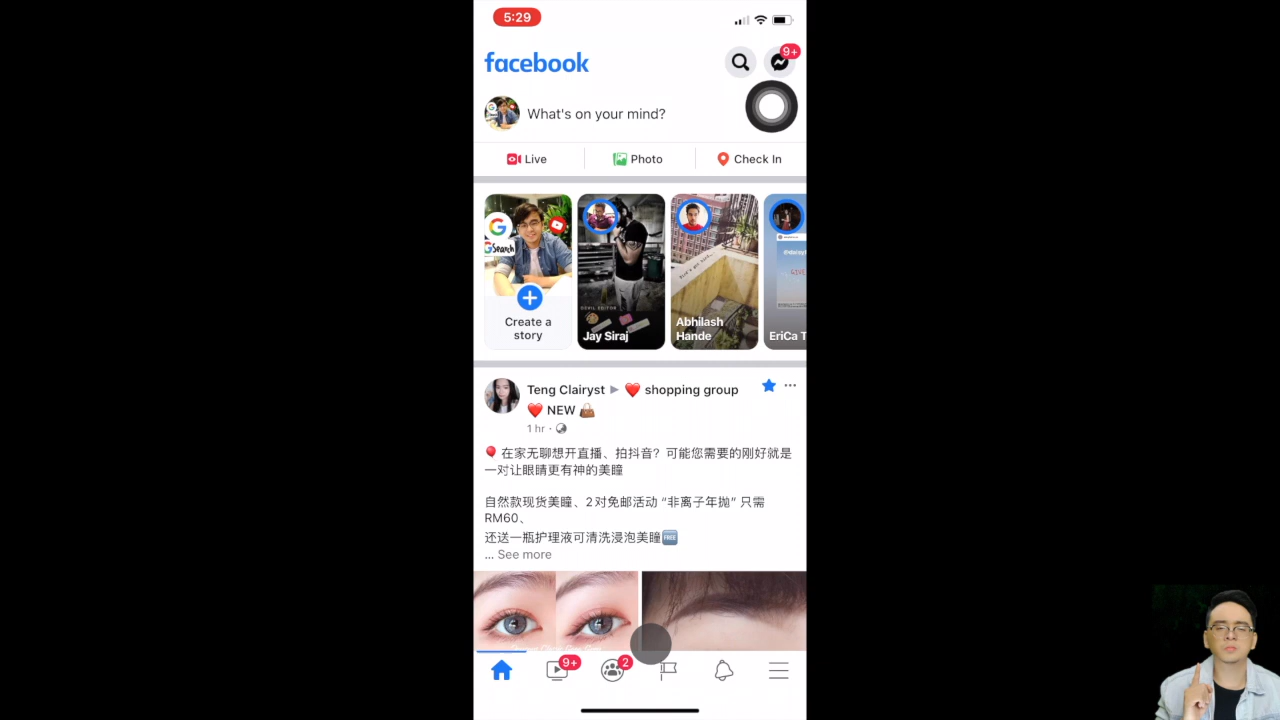 5:29
facebook
9+
What's on your mind?
Live
Photo
Check In
G
Search
Create a
story
DEVIL EDITOR
Jay Siraj
Abhilash
Hande
GIVE
EriCa T
Teng Clairyst ▶ ❤️ shopping group
❤️ NEW 👜
1 hr ·
🎈 在家无聊想开直播、拍抖音？可能您需要的刚好就是
一对让眼睛更有神的美瞳
自然款现货美瞳、2对免邮活动 “非离子年抛” 只需
RM60、
还送一瓶护理液可清洗浸泡美瞳🆓
... See more
9+
2